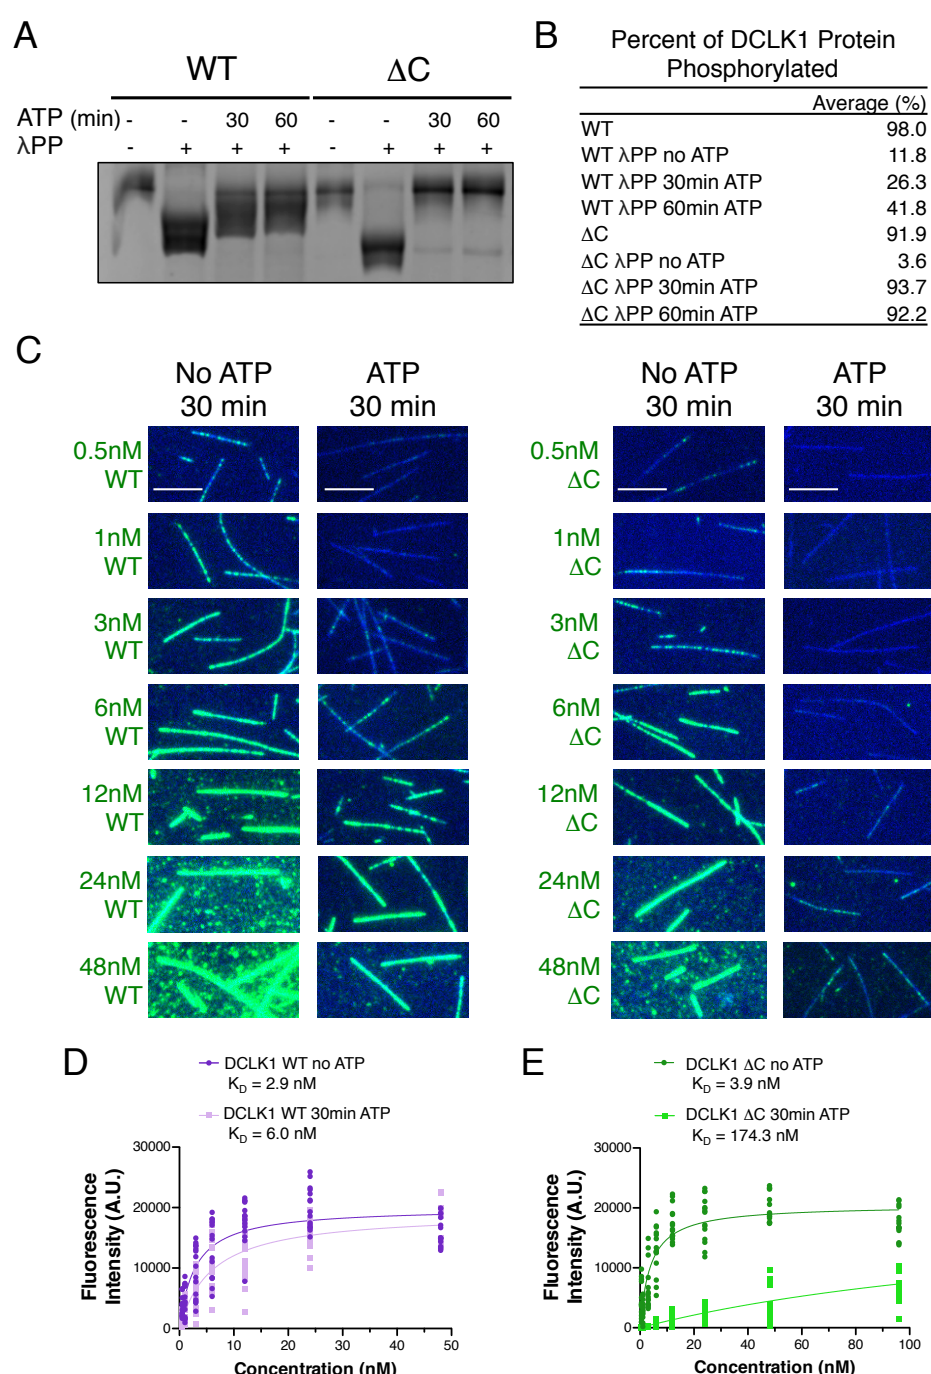 A
WT ΔC
ATP (min) - - 30 60 - - 30 60
λPP - + + + - + + +
B
Percent of DCLK1 Protein
Phosphorylated
Average (%)
WT 98.0
WT λPP no ATP 11.8
WT λPP 30min ATP 26.3
WT λPP 60min ATP 41.8
ΔC 91.9
ΔC λPP no ATP 3.6
ΔC λPP 30min ATP 93.7
ΔC λPP 60min ATP 92.2
C
No ATP ATP No ATP ATP
30 min 30 min 30 min 30 min
0.5nM 0.5nM
WT ΔC
1nM 1nM
WT ΔC
3nM 3nM
WT ΔC
6nM 6nM
WT ΔC
12nM 12nM
WT ΔC
24nM 24nM
WT ΔC
48nM 48nM
WT ΔC
D
DCLK1 WT no ATP
K_D = 2.9 nM
DCLK1 WT 30min ATP
K_D = 6.0 nM
Fluorescence
Intensity (A.U.)
30000
20000
10000
0
0 10 20 30 40 50
Concentration (nM)
E
DCLK1 ΔC no ATP
K_D = 3.9 nM
DCLK1 ΔC 30min ATP
K_D = 174.3 nM
Fluorescence
Intensity (A.U.)
30000
20000
10000
0
0 20 40 60 80 100
Concentration (nM)